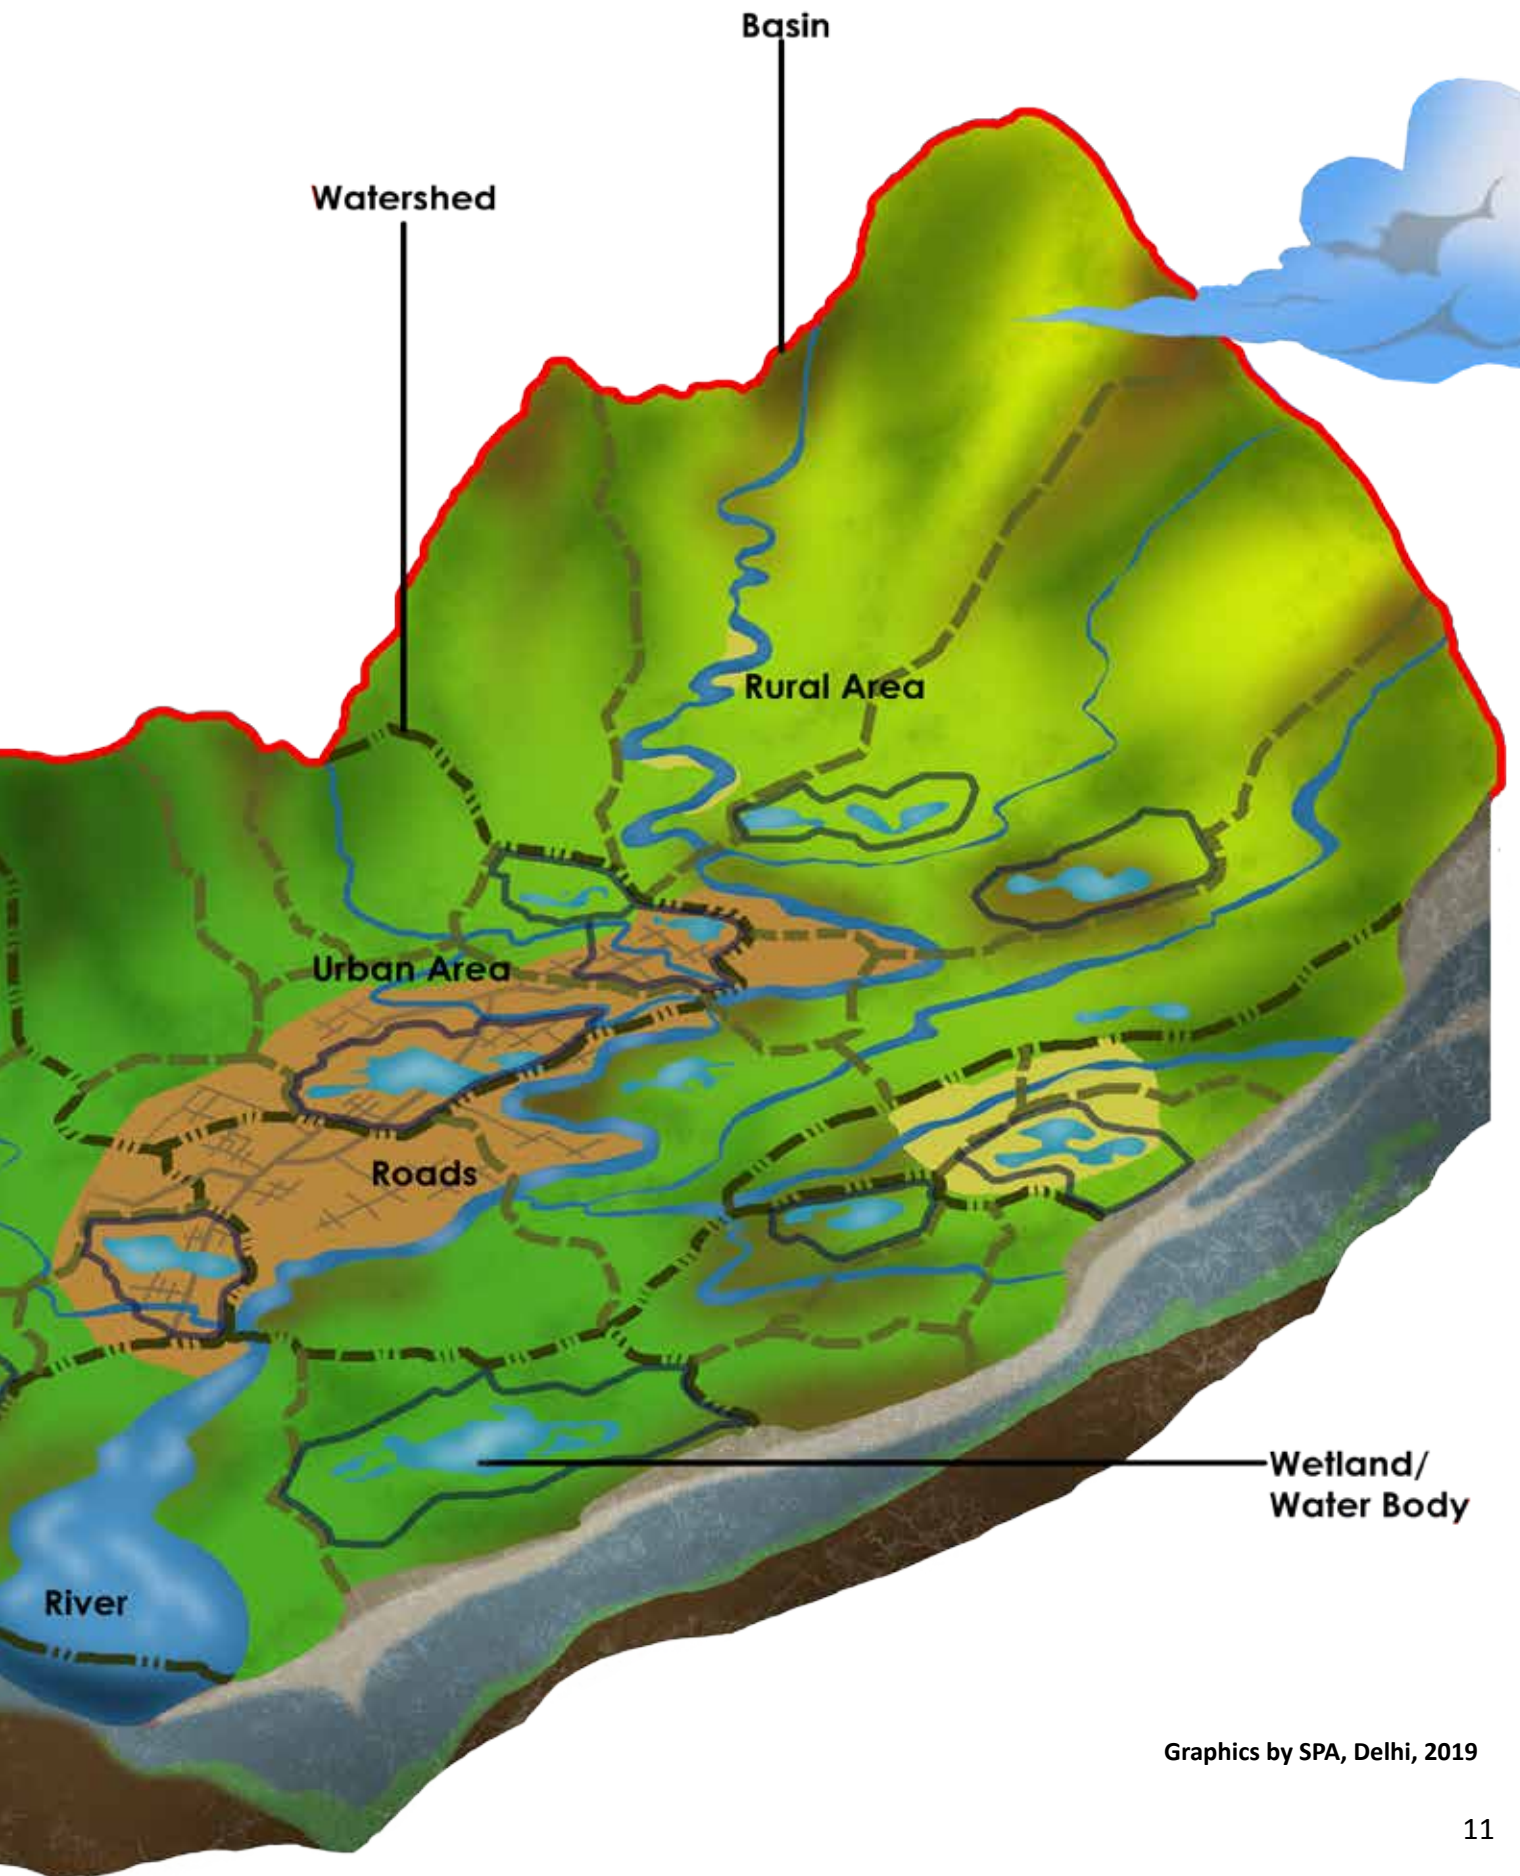 Basin
Watershed
Rural Area
Urban Area
Roads
Wetland/
Water Body
River
Graphics by SPA, Delhi, 2019
11